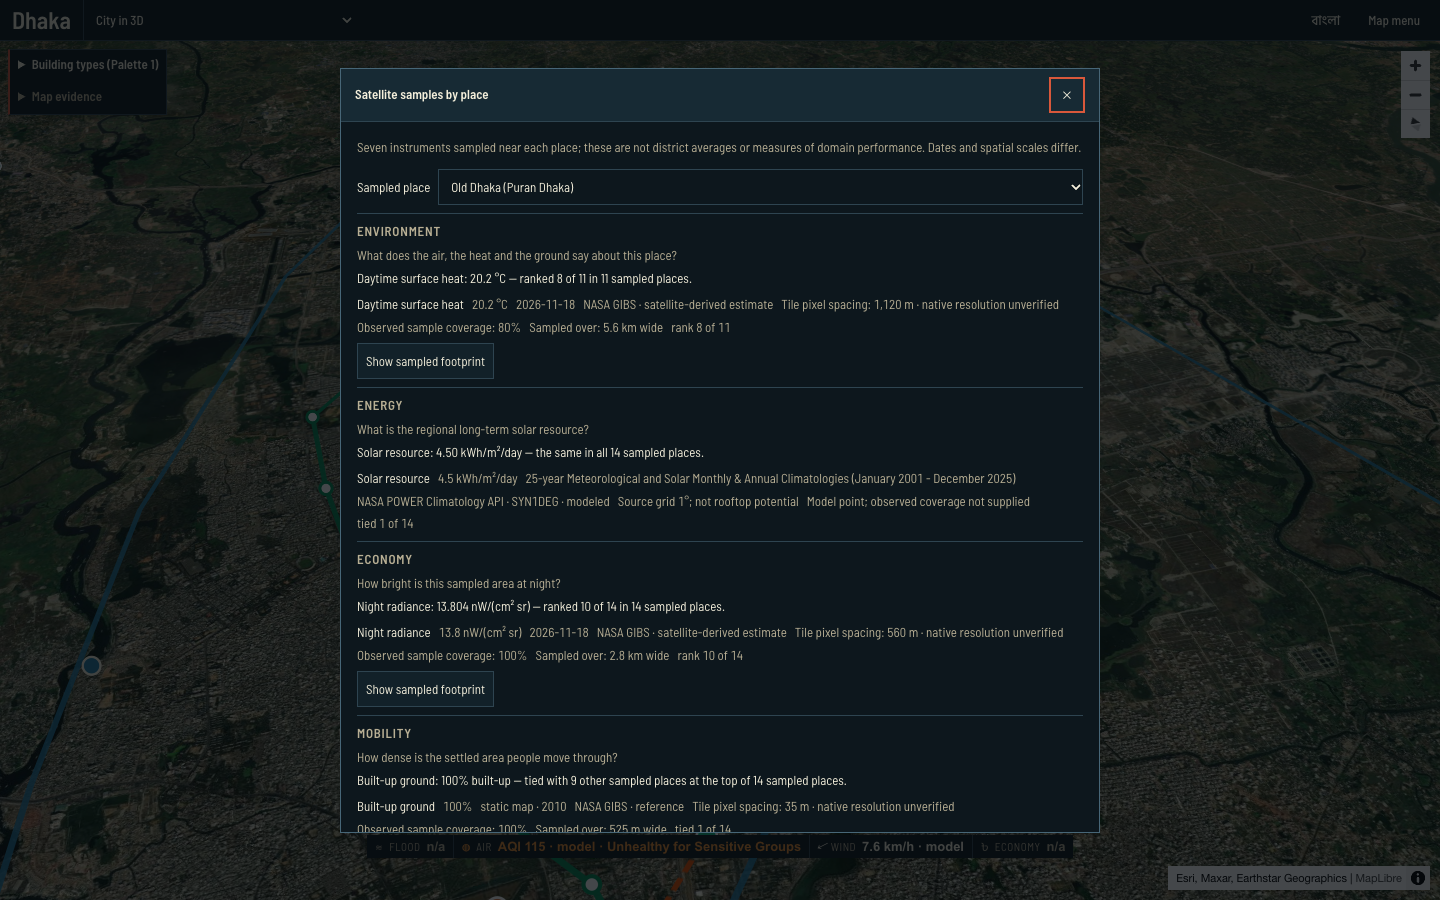 Dhaka
City in 3D
বাংলা
Map menu
Building types (Palette 1)
Map evidence
Satellite samples by place
Seven instruments sampled near each place; these are not district averages or measures of domain performance. Dates and spatial scales differ.
Sampled place
Old Dhaka (Puran Dhaka)
ENVIRONMENT
What does the air, the heat and the ground say about this place?
Daytime surface heat: 20.2 °C — ranked 8 of 11 in 11 sampled places.
Daytime surface heat 20.2 °C 2026-11-18 NASA GIBS · satellite-derived estimate Tile pixel spacing: 1,120 m · native resolution unverified
Observed sample coverage: 80% Sampled over: 5.6 km wide rank 8 of 11
Show sampled footprint
ENERGY
What is the regional long-term solar resource?
Solar resource: 4.50 kWh/m²/day — the same in all 14 sampled places.
Solar resource 4.5 kWh/m²/day 25-year Meteorological and Solar Monthly & Annual Climatologies (January 2001 - December 2025)
NASA POWER Climatology API · SYN1DEG · modeled Source grid 1°; not rooftop potential Model point; observed coverage not supplied
tied 1 of 14
ECONOMY
How bright is this sampled area at night?
Night radiance: 13.804 nW/(cm² sr) — ranked 10 of 14 in 14 sampled places.
Night radiance 13.8 nW/(cm² sr) 2026-11-18 NASA GIBS · satellite-derived estimate Tile pixel spacing: 560 m · native resolution unverified
Observed sample coverage: 100% Sampled over: 2.8 km wide rank 10 of 14
Show sampled footprint
MOBILITY
How dense is the settled area people move through?
Built-up ground: 100% built-up — tied with 9 other sampled places at the top of 14 sampled places.
Built-up ground 100% static map · 2010 NASA GIBS · reference Tile pixel spacing: 35 m · native resolution unverified
Observed sample coverage: 100% Sampled over: 525 m wide tied 1 of 14
FLOOD n/a AIR AQI 115 · model · Unhealthy for Sensitive Groups WIND 7.6 km/h · model ECONOMY n/a
Esri, Maxar, Earthstar Geographics | MapLibre